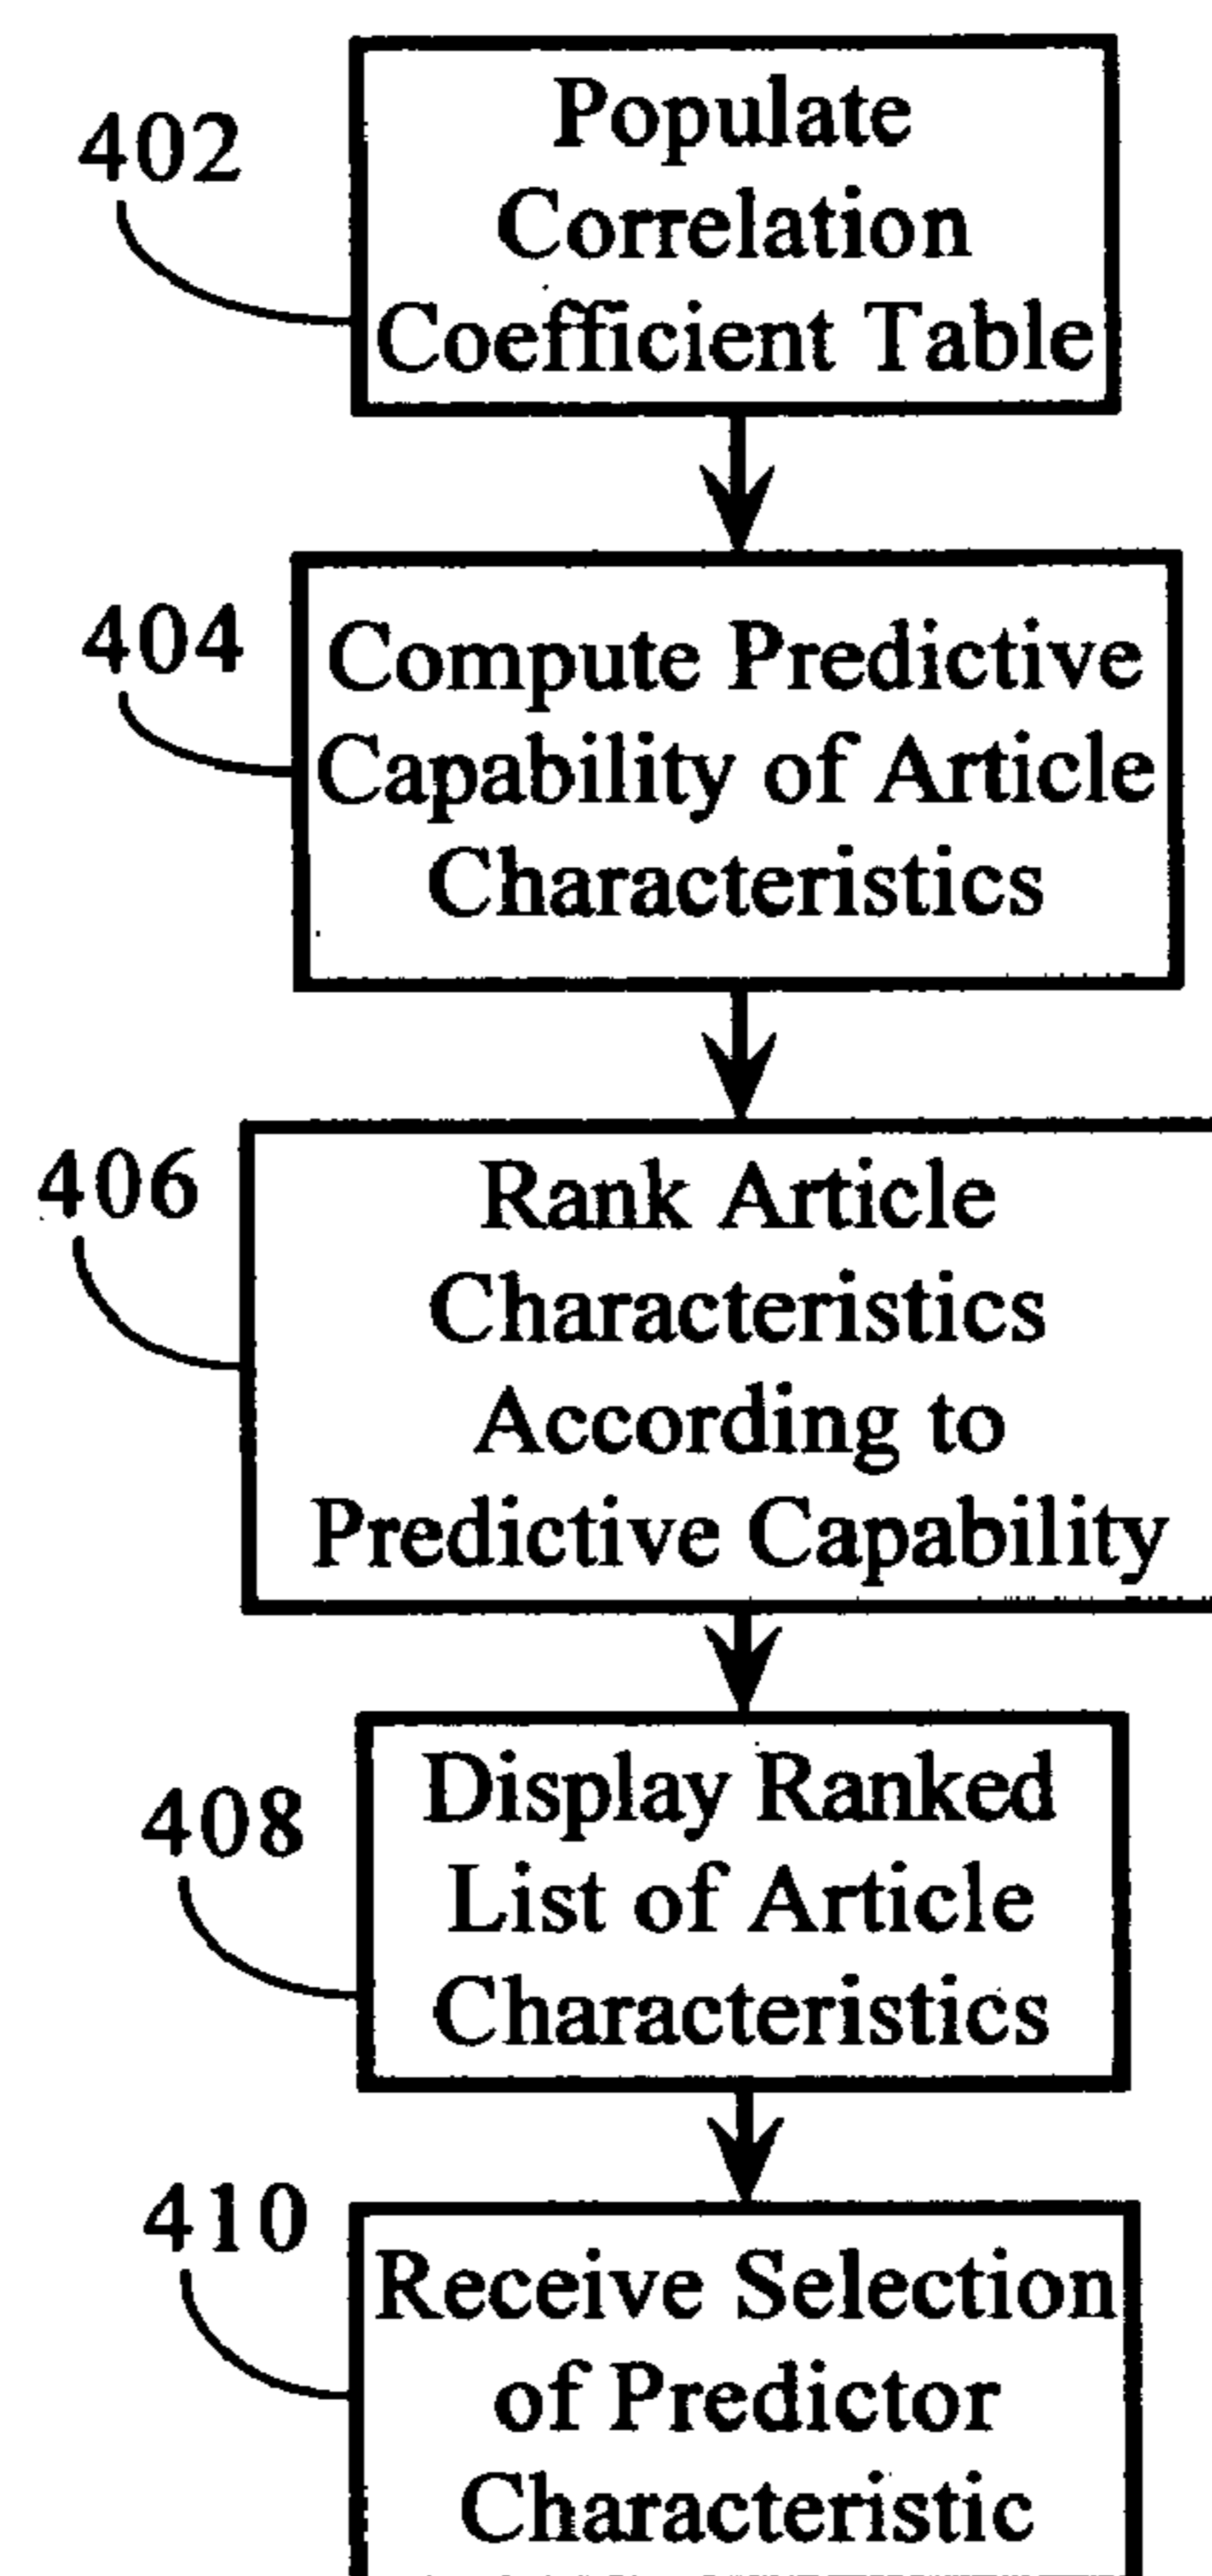 402
Populate
Correlation
Coefficient Table
404
Compute Predictive
Capability of Article
Characteristics
406
Rank Article
Characteristics
According to
Predictive Capability
408
Display Ranked
List of Article
Characteristics
410
Receive Selection
of Predictor
Characteristic